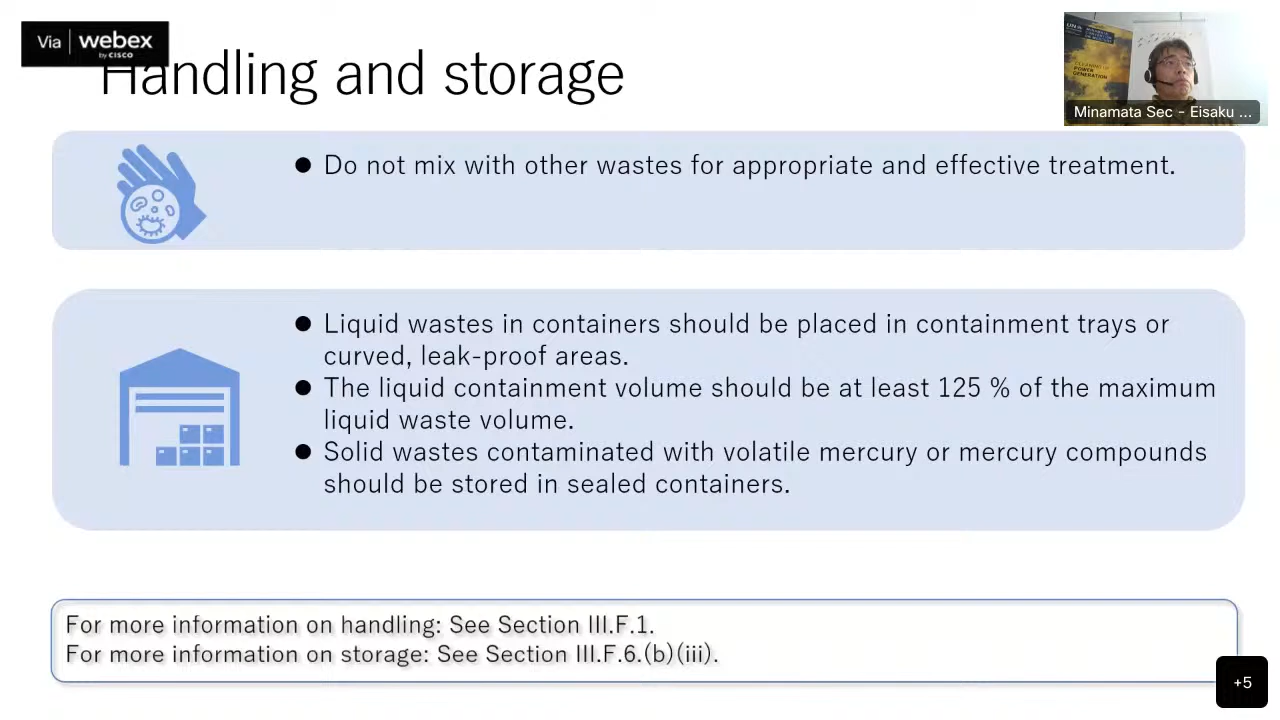 Via webex
by CISCO
Handling and storage
CLEANING UP
POWER
GENERATION
Minamata Sec - Eisaku ...
● Do not mix with other wastes for appropriate and effective treatment.
● Liquid wastes in containers should be placed in containment trays or
curved, leak-proof areas.
● The liquid containment volume should be at least 125 % of the maximum
liquid waste volume.
● Solid wastes contaminated with volatile mercury or mercury compounds
should be stored in sealed containers.
For more information on handling: See Section III.F.1.
For more information on storage: See Section III.F.6.(b)(iii).
+5